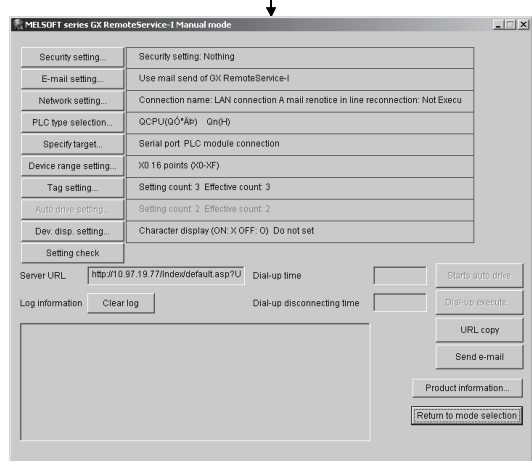 MELSOFT series GX RemoteService-I Manual mode
Security setting... Security setting: Nothing
E-mail setting... Use mail send of GX RemoteService-I
Network setting... Connection name: LAN connection A mail renotice in line reconnection: Not Execu
PLC type selection... QCPU(QÓ°ÄÞ) Qn(H)
Specify target... Serial port PLC module connection
Device range setting... X0 16 points (X0-XF)
Tag setting... Setting count: 3 Effective count: 3
Auto drive setting... Setting count: 2 Effective count: 2
Dev. disp. setting... Character display (ON: X OFF: O) Do not set
Setting check
Server URL http://10.97.19.77/Index/default.asp?U Dial-up time Starts auto drive
Log information Clear log Dial-up disconnecting time Dial-up execute...
URL copy
Send e-mail
Product information...
Return to mode selection